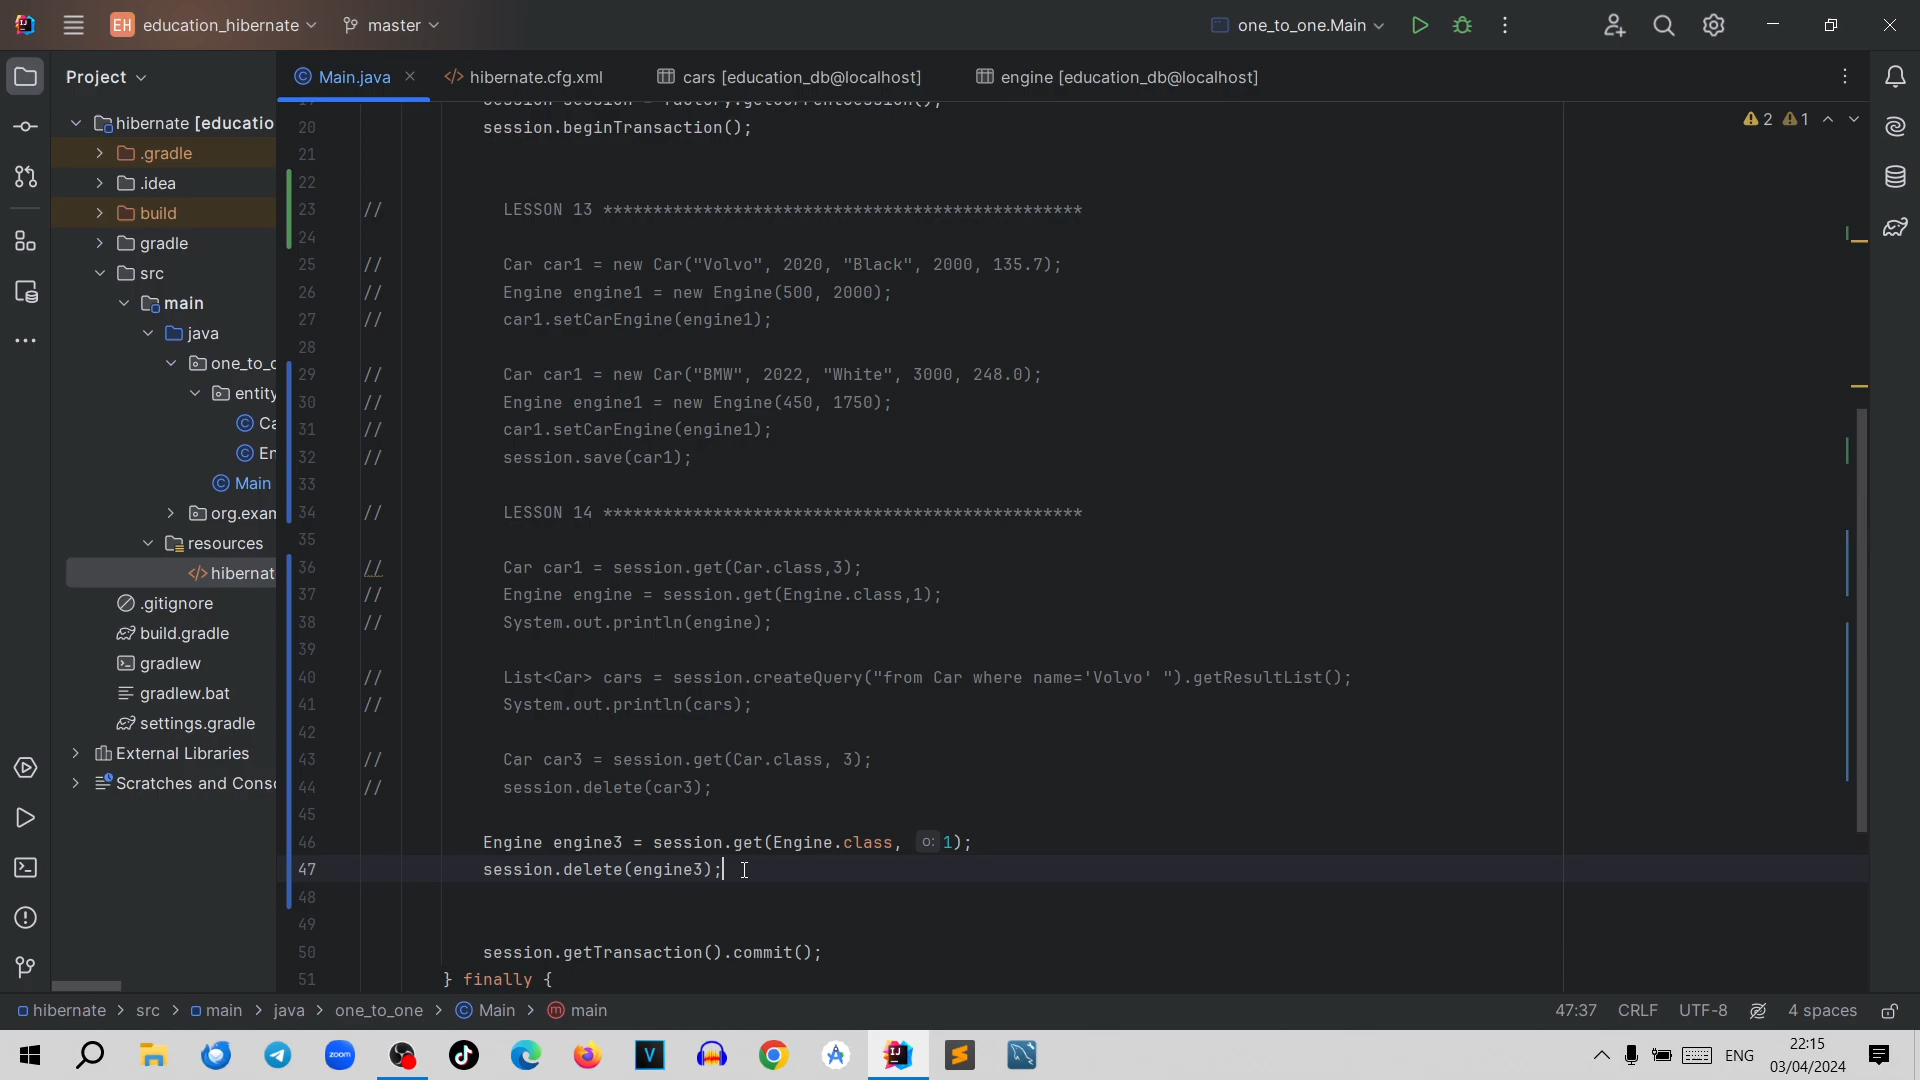 EH education_hibernate master one_to_one.Main
Project Main.java hibernate.cfg.xml cars [education_db@localhost] engine [education_db@localhost]
2 1
hibernate [educatio
.gradle
.idea
build
gradle
src
main
java
one_to_c
entity
Ca
En
Main
org.exam
resources
hibernat
.gitignore
build.gradle
gradlew
gradlew.bat
settings.gradle
External Libraries
Scratches and Conso
20 session.beginTransaction();
21
22
23 // LESSON 13 ************************************************
24
25 // Car car1 = new Car("Volvo", 2020, "Black", 2000, 135.7);
26 // Engine engine1 = new Engine(500, 2000);
27 // car1.setCarEngine(engine1);
28
29 // Car car1 = new Car("BMW", 2022, "White", 3000, 248.0);
30 // Engine engine1 = new Engine(450, 1750);
31 // car1.setCarEngine(engine1);
32 // session.save(car1);
33
34 // LESSON 14 ************************************************
35
36 // Car car1 = session.get(Car.class,3);
37 // Engine engine = session.get(Engine.class,1);
38 // System.out.println(engine);
39
40 // List<Car> cars = session.createQuery("from Car where name='Volvo' ").getResultList();
41 // System.out.println(cars);
42
43 // Car car3 = session.get(Car.class, 3);
44 // session.delete(car3);
45
46 Engine engine3 = session.get(Engine.class, o: 1);
47 session.delete(engine3);
48
49
50 session.getTransaction().commit();
51 } finally {
hibernate > src > main > java > one_to_one > Main > main 47:37 CRLF UTF-8 4 spaces
zoom ENG 22:15
03/04/2024